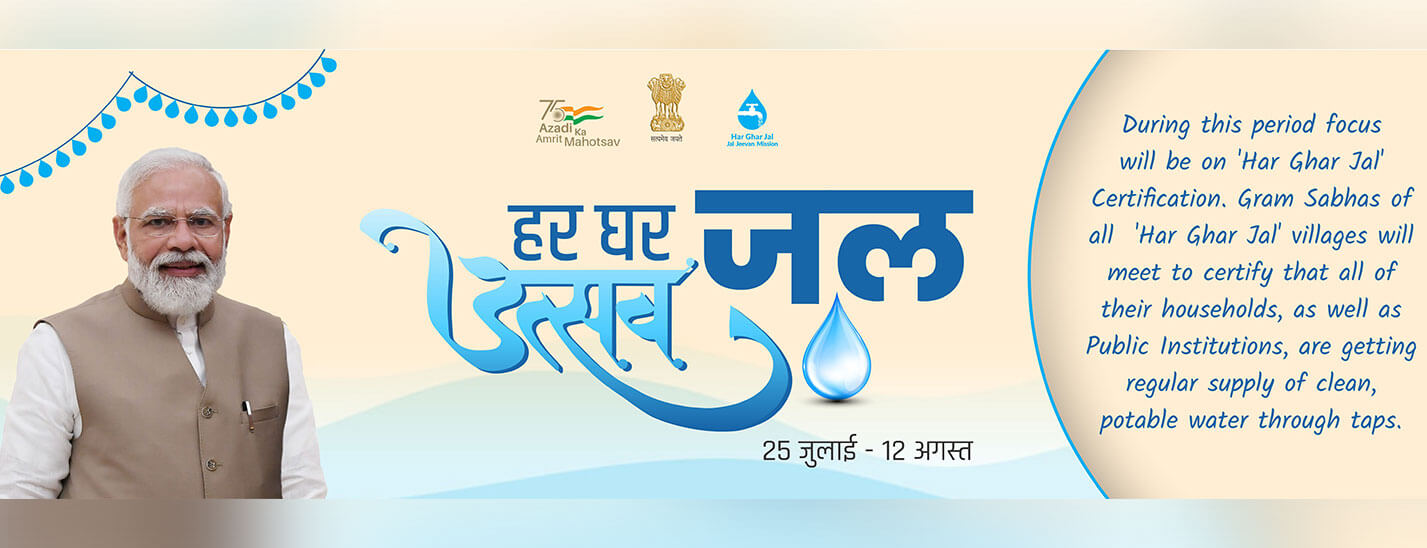 75
Azadi Ka
Amrit Mahotsav
सत्यमेव जयते
Har Ghar Jal
Jal Jeevan Mission
हर घर जल
उत्सव
25 जुलाई - 12 अगस्त
During this period focus
will be on 'Har Ghar Jal'
Certification. Gram Sabhas of
all 'Har Ghar Jal' villages will
meet to certify that all of
their households, as well as
Public Institutions, are getting
regular supply of clean,
potable water through taps.